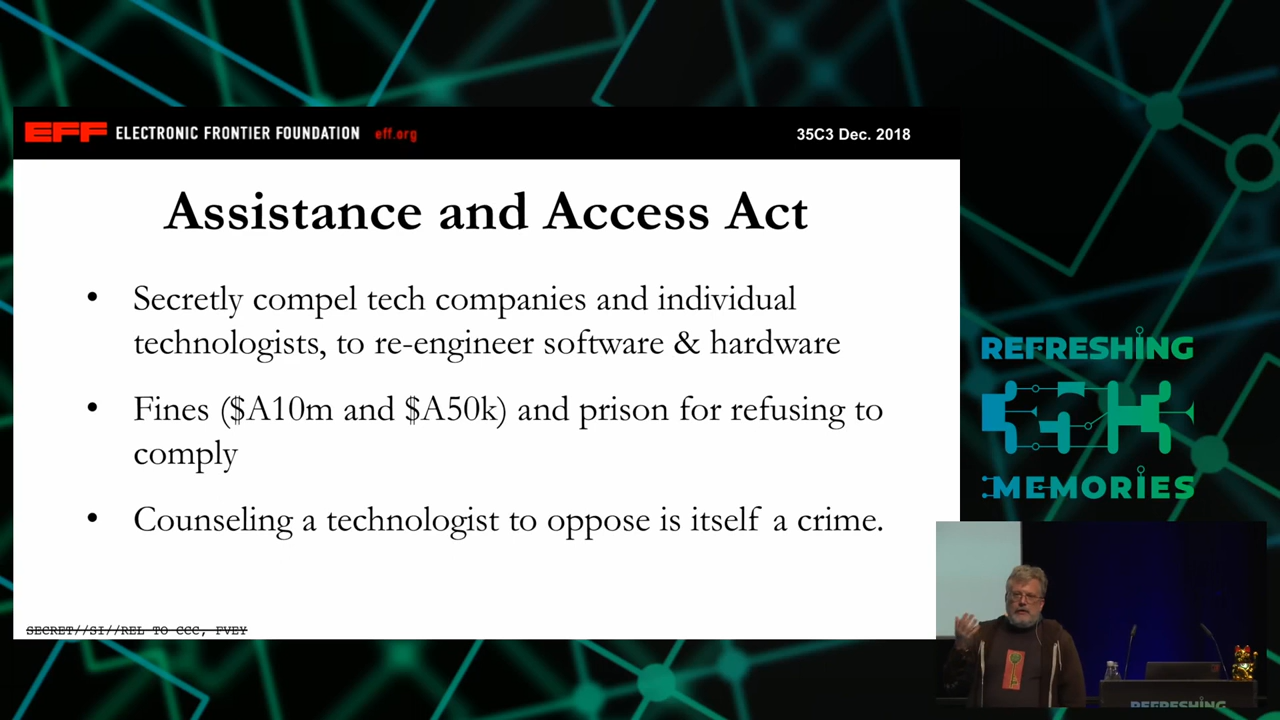 EFF ELECTRONIC FRONTIER FOUNDATION eff.org
35C3 Dec. 2018
Assistance and Access Act
• Secretly compel tech companies and individual
technologists, to re-engineer software & hardware
• Fines ($A10m and $A50k) and prison for refusing to
comply
• Counseling a technologist to oppose is itself a crime.
SECRET//SI//REL TO CCC, FVEY
REFRESHING
35C3
MEMORIES
REFRESHING